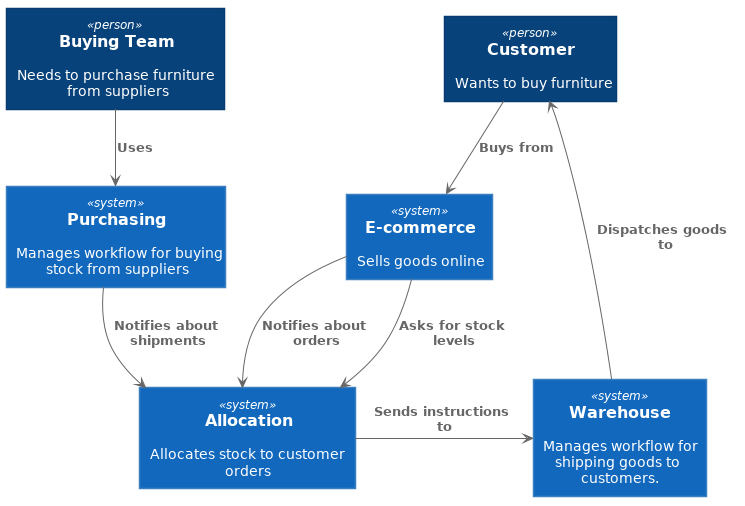 «person»
Buying Team
Needs to purchase furniture
from suppliers
«person»
Customer
Wants to buy furniture
Uses
Buys from
«system»
Purchasing
Manages workflow for buying
stock from suppliers
«system»
E-commerce
Sells goods online
Dispatches goods
to
Notifies about
shipments
Notifies about
orders
Asks for stock
levels
«system»
Allocation
Allocates stock to customer
orders
Sends instructions
to
«system»
Warehouse
Manages workflow for
shipping goods to
customers.